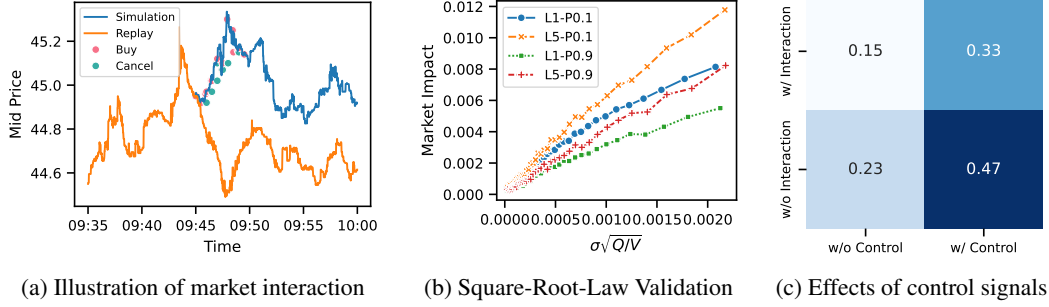 (a)
Simulation
Replay
Buy
Cancel
Mid Price
45.2
45.0
44.8
44.6
09:35 09:40 09:45 09:50 09:55 10:00
Time
(a) Illustration of market interaction
L1-P0.1
L5-P0.1
L1-P0.9
L5-P0.9
Market Impact
0.012
0.010
0.008
0.006
0.004
0.002
0.000
0.0000 0.0005 0.0010 0.0015 0.0020
σ√Q/V
(b) Square-Root-Law Validation
w/ Interaction
0.15 0.33
w/o Interaction
0.23 0.47
w/o Control w/ Control
(c) Effects of control signals